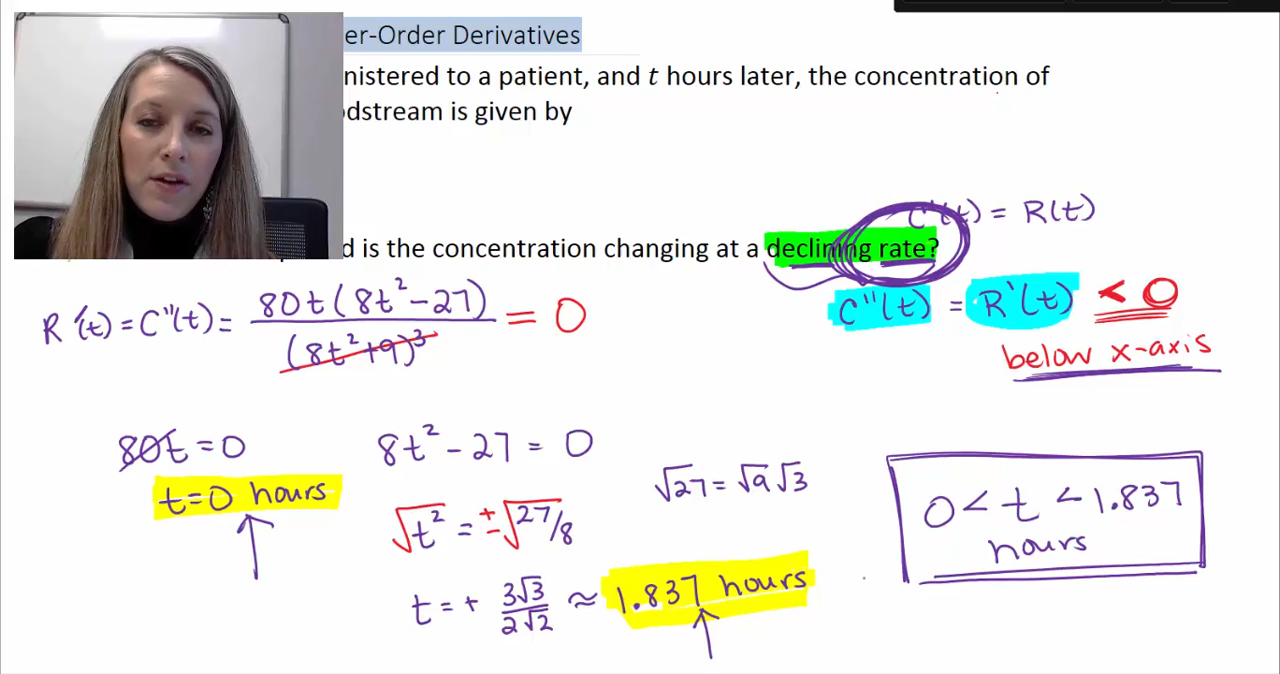 er-Order Derivatives
nistered to a patient, and t hours later, the concentration of
dstream is given by
C'(t) = R(t)
d is the concentration changing at a declining rate?
C''(t) = R'(t) < 0
below x-axis
R'(t) = C''(t) = 80t(8t²-27) / (8t²+9)³ = 0
80t = 0
t=0 hours
8t² - 27 = 0
√t² = ±√27/8
t = + 3√3 / 2√2 ≈ 1.837 hours
√27 = √9 √3
0 < t < 1.837
hours